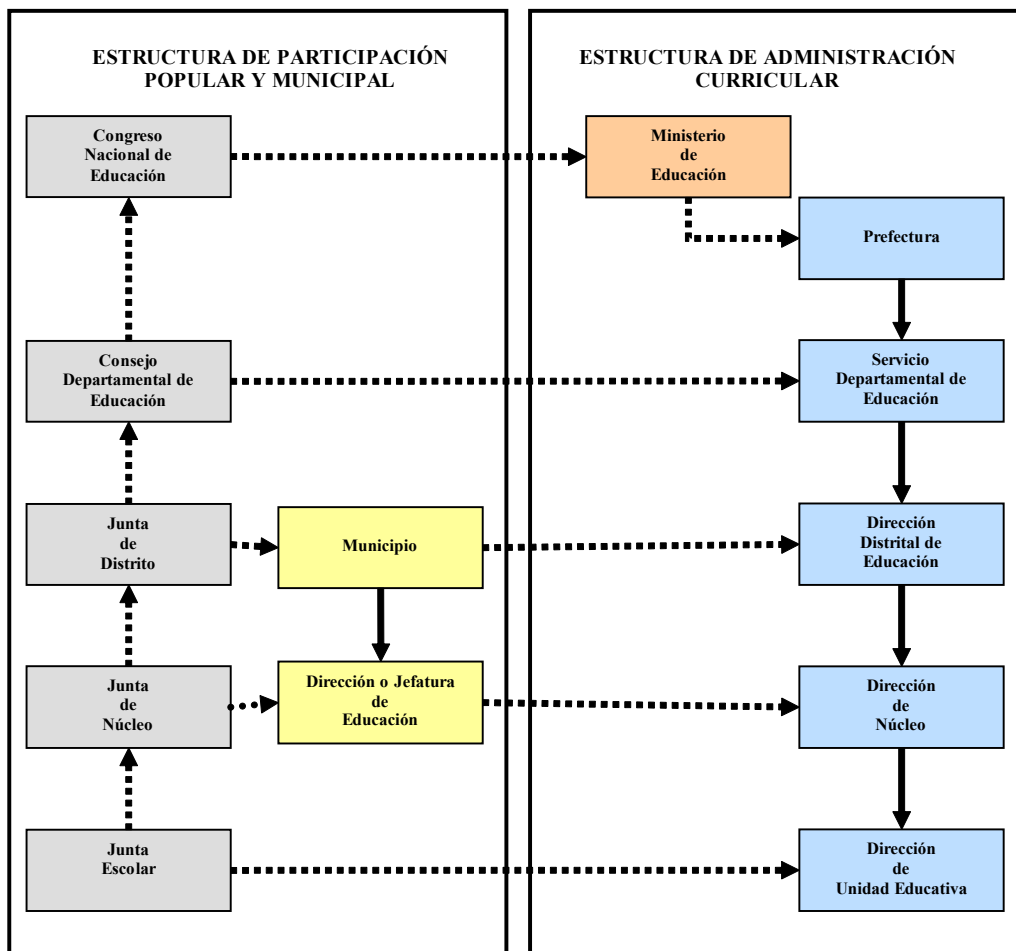 ESTRUCTURA DE PARTICIPACIÓN
POPULAR Y MUNICIPAL
Congreso
Nacional de
Educación
Consejo
Departamental de
Educación
Junta
de
Distrito
Municipio
Junta
de
Núcleo
Dirección o Jefatura
de
Educación
Junta
Escolar
ESTRUCTURA DE ADMINISTRACIÓN
CURRICULAR
Ministerio
de
Educación
Prefectura
Servicio
Departamental de
Educación
Dirección
Distrital de
Educación
Dirección
de
Núcleo
Dirección
de
Unidad Educativa